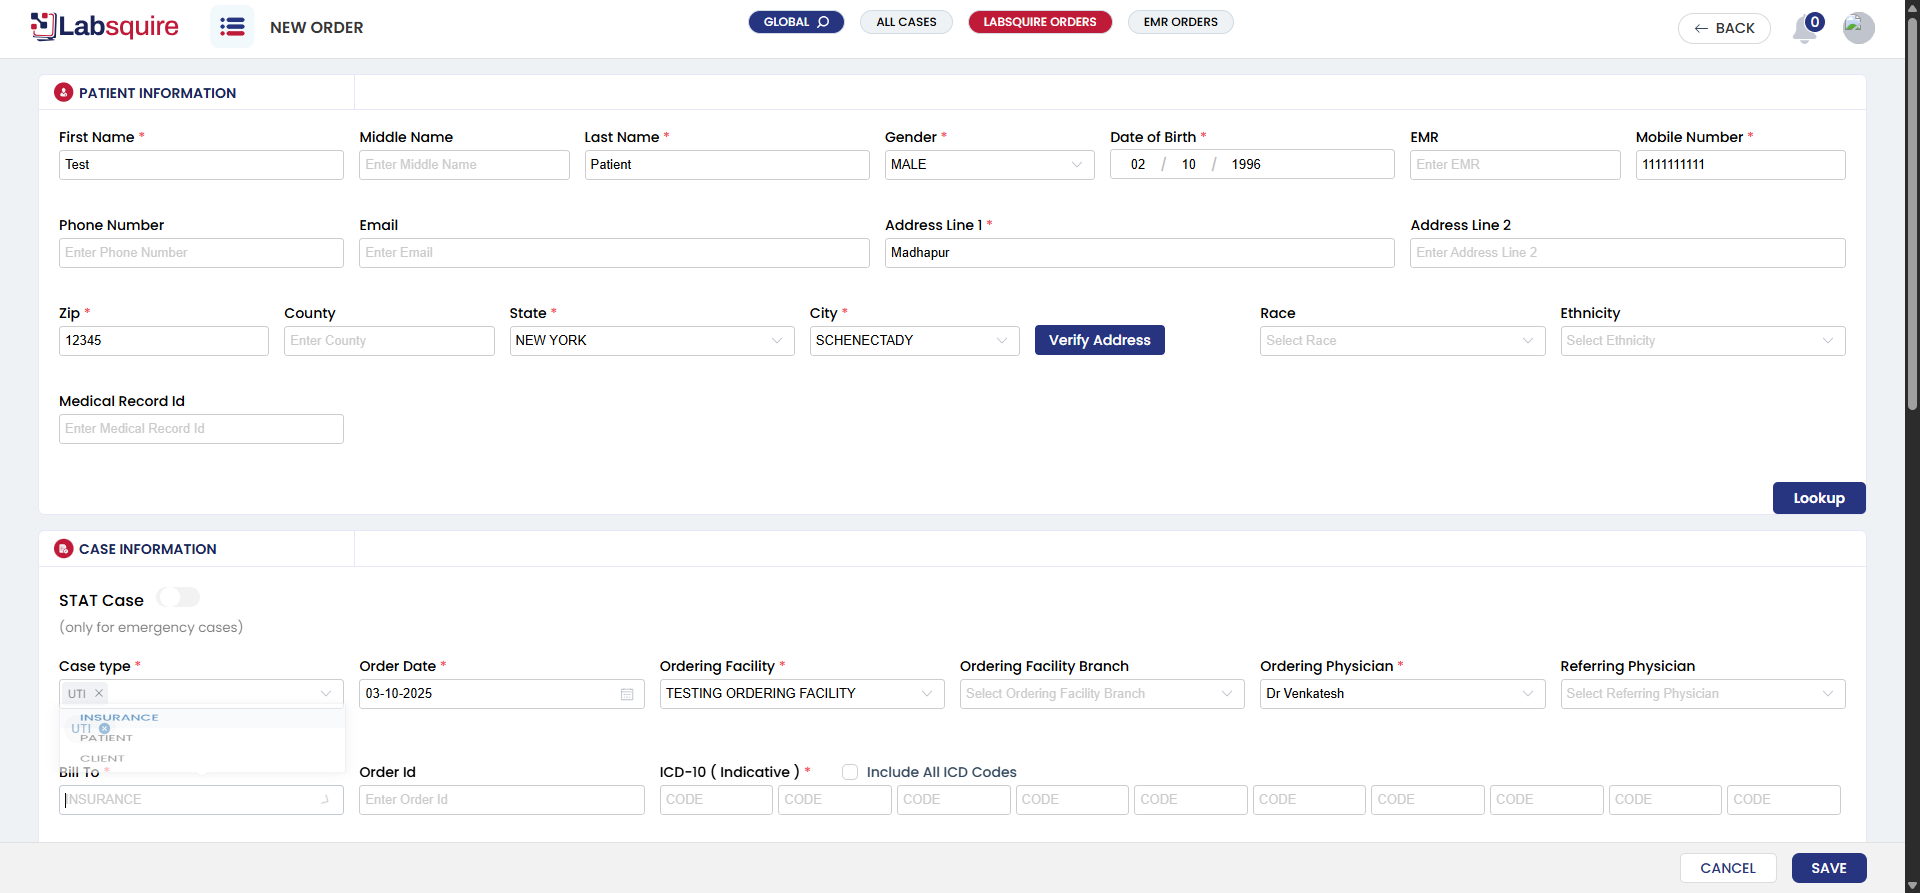 Labsquire
NEW ORDER
GLOBAL
ALL CASES
LABSQUIRE ORDERS
EMR ORDERS
BACK
0
PATIENT INFORMATION
First Name * Middle Name Last Name * Gender * Date of Birth * EMR Mobile Number *
Test Enter Middle Name Patient MALE 02 / 10 / 1996 Enter EMR 1111111111
Phone Number Email Address Line 1 * Address Line 2
Enter Phone Number Enter Email Madhapur Enter Address Line 2
Zip * County State * City * Race Ethnicity
12345 Enter County NEW YORK SCHENECTADY Verify Address Select Race Select Ethnicity
Medical Record Id
Enter Medical Record Id
Lookup
CASE INFORMATION
STAT Case
(only for emergency cases)
Case type * Order Date * Ordering Facility * Ordering Facility Branch Ordering Physician * Referring Physician
UTI 03-10-2025 TESTING ORDERING FACILITY Select Ordering Facility Branch Dr Venkatesh Select Referring Physician
INSURANCE
UTI
PATIENT
CLIENT
Bill To * Order Id ICD-10 ( Indicative ) * Include All ICD Codes
INSURANCE Enter Order Id CODE CODE CODE CODE CODE CODE CODE CODE CODE CODE
CANCEL SAVE